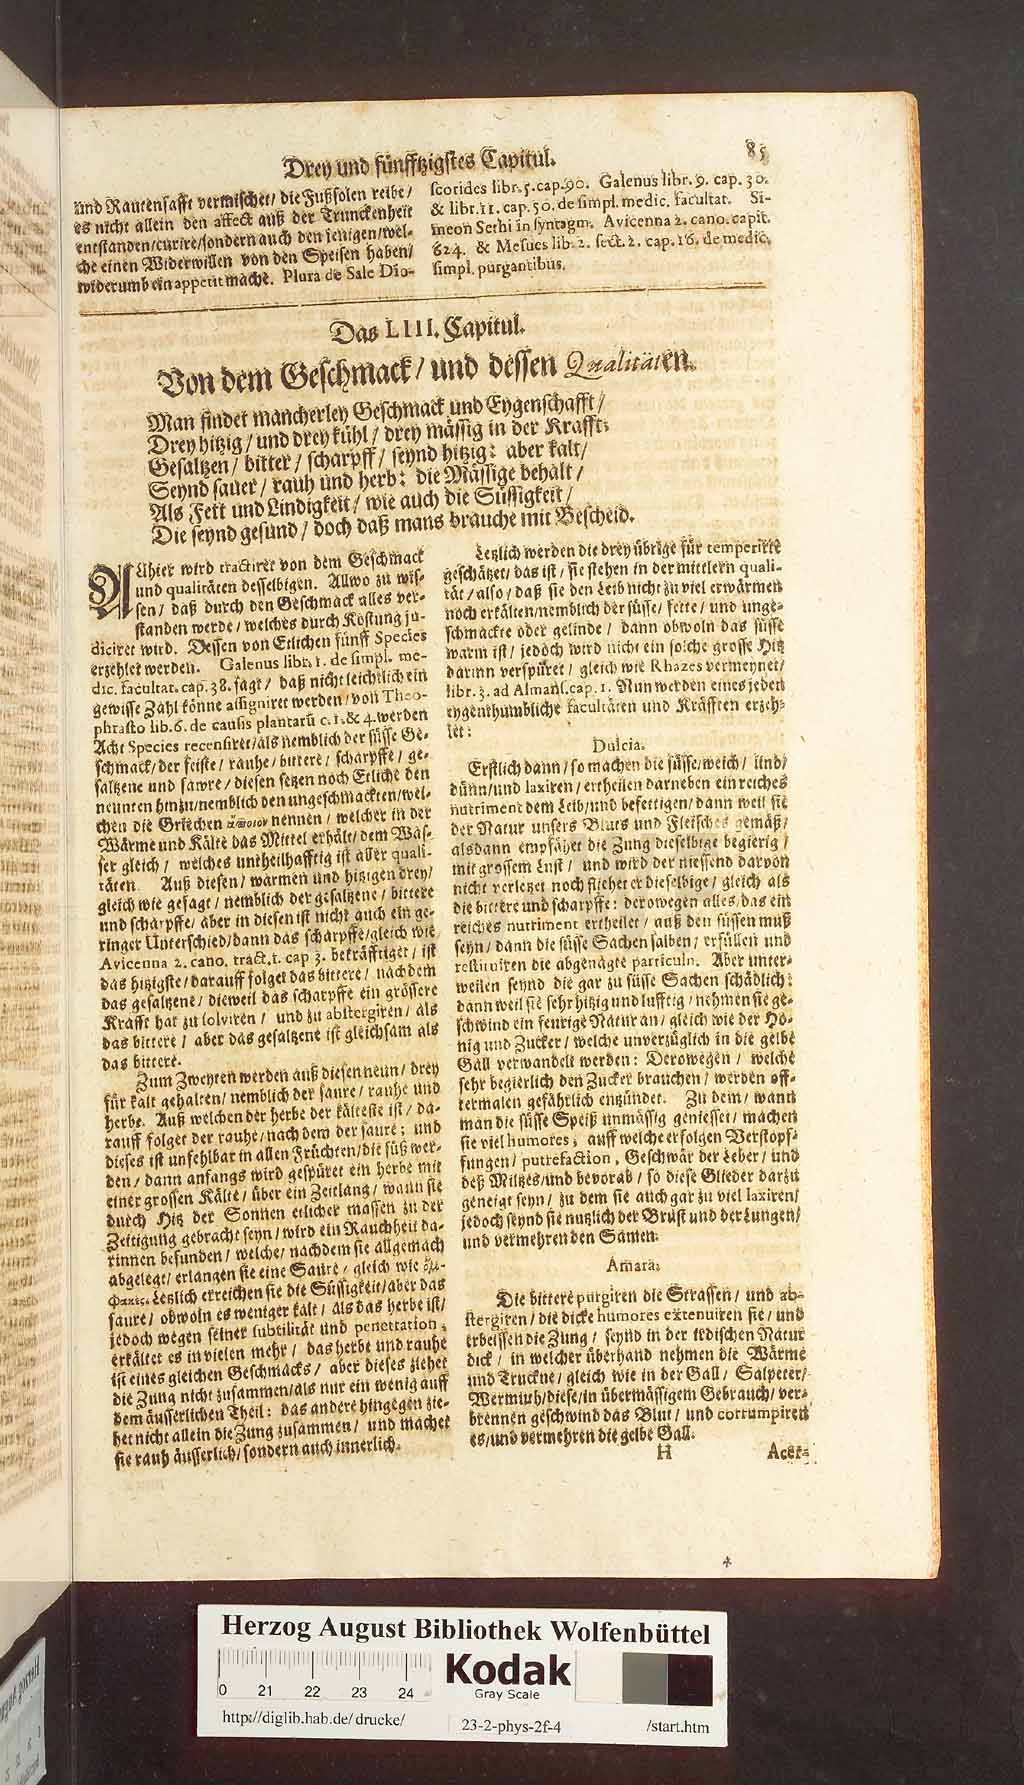 Drey und fünfftzigstes Capitul.
85
und Rautensafft vermischet/ die Fußsolen reibe/
es nicht allein den affect auß der Trunckenheit
entstanden/curire/sondern auch den jenigen/wel-
che einen Widerwillen von den Speisen haben/
widerumb ein appetit mache. Plura de Sale Dio-
scorides libr. 5. cap. 90. Galenus libr. 9. cap. 30.
& libr. 11. cap. 50. de simpl. medic. facultat. Si-
meon Sethi in syntagm. Avicenna 2. cano. capit.
624. & Mesues lib. 2. sect. 2. cap. 16. de medic.
simpl. purgantibus.
Das LIII. Capitul.
Von dem Geschmack/ und dessen Qualitäten.
Man findet mancherley Geschmack und Eygenschafft/
Drey hitzig/ und drey kühl/ drey mässig in der Krafft:
Gesaltzen/ bitter/ scharpff/ seynd hitzig: aber kalt/
Seynd sauer/ rauh und herb: die Mässige behalt/
Als Fett und Lindigkeit/ wie auch die Süssigkeit/
Die seynd gesund/ doch daß mans brauche mit Bescheid.
Allhier wird tractiret von dem Geschmack
und qualitäten desselbigen. Allwo zu wis-
sen/ daß durch den Geschmack alles ver-
standen werde/ welches durch Kostung ju-
diciret wird. Dessen von Etlichen fünff Species
erzehlet werden. Galenus libr. 1. de simpl. me-
dic. facultat. cap. 38. sagt/ daß nicht leichtlich ein
gewisse Zahl könne assigniret werden/ von Theo-
phrasto lib. 6. de causis plantarū c. 1. & 4. werden
Acht Species recensiret/als nemblich der süsse Ge-
schmack/ der feiste/ rauhe/ bittere/ scharpffe/ ge-
saltzene und sawre/ diesen setzen noch Etliche den
neunten hinzu/nemblich den ungeschmackten/wel-
chen die Griechen ἄποιον nennen/ welcher in der
Wärme und Kälte das Mittel erhält/ dem Was-
ser gleich/ welches untheilhafftig ist aller quali-
täten. Auß diesen/ warmen und hitzigen drey/
gleich wie gesagt/ nemblich der gesaltzene/ bittere
und scharpffe/ aber in diesen ist nicht auch ein ge-
ringer Unterschied/dann das scharpffe/gleich wie
Avicenna 2. cano. tract. 1. cap 3. bekräfftiget/ ist
das hitzigste/ darauff folget das bittere/ nach dem
das gesaltzene/ dieweil das scharpffe ein grössere
Krafft hat zu solviren/ und zu abstergiren/ als
das bittere/ aber das gesaltzene ist gleichsam als
das bittere.
Zum Zweyten werden auß diesen neun/ drey
für kalt gehalten/ nemblich der saure/ rauhe und
herbe. Auß welchen der herbe der kälteste ist/ da-
rauff folget der rauhe/ nach dem der saure; und
dieses ist unfehlbar in allen Früchten/ die süß wer-
den/ dann anfangs wird gespüret ein herbe mit
einer grossen Kälte/ über ein Zeitlang/ wann sie
durch Hitz der Sonnen etlicher massen zu der
Zeitigung gebracht seyn/ wird ein Rauchheit da-
rinnen befunden/ welche/ nachdem sie allgemach
abgelegt/ erlangen sie eine Saure/ gleich wie ὄμ-
φακες. Letzlich erreichen sie die Süssigkeit/ aber das
saure/ obwoln es weniger kalt/ als das herbe ist/
jedoch wegen seiner subtilität und penetration,
erkältet es in vielen mehr/ das herbe und rauhe
ist eines gleichen Geschmacks/ aber dieses ziehet
die Zung nicht zusammen/als nur ein wenig auff
dem äusserlichen Theil: das andere hingegen zie-
het nicht allein die Zung zusammen/ und machet
sie rauh äusserlich/ sondern auch innerlich.
Letzlich werden die drey übrige für temperirte
geschätzet/ das ist/ sie stehen in der mittlern quali-
tät/ also/ daß sie den Leib nicht zu viel erwärmen
noch erkälten/nemblich der süsse/ fette/ und unge-
schmackte oder gelinde/ dann obwoln das süsse
warm ist/ jedoch wird nicht ein solche grosse Hitz
darinn verspüret/ gleich wie Rhazes vermeynet/
libr. 3. ad Almans. cap. 1. Nun werden eines jeden
eygenthumbliche facultäten und Kräfften erzeh-
let:
Dulcia.
Erstlich dann/ so machen die süsse/ weich/ lind/
dünn/und laxiren/ ertheilen darneben ein reiches
nutriment dem Leib/und befettigen/ dann weil sie
der Natur unsers Bluts und Fleisches gemäß/
alsdann empfähet die Zung dieselbige begierig/
mit grossem Lust/ und wird der niessend darvon
nicht verletzet noch fliehet er dieselbige/ gleich als
die bittere und scharpffe: derowegen alles/ das ein
reiches nutriment ertheilet/ auß den süssen muß
seyn/ dann die süsse Sachen salben/ erfüllen und
restituiren die abgenagte particuln. Aber unter-
weilen seynd die gar zu süsse Sachen schädlich:
dann weil sie sehr hitzig und lufftig/ nehmen sie ge-
schwind ein feurige Natur an/ gleich wie der Ho-
nig und Zucker/ welche unverzüglich in die gelbe
Gall verwandelt werden: Derowegen/ welche
sehr begierlich den Zucker brauchen/ werden off-
termalen gefährlich entzündet. Zu dem/ wann
man die süsse Speiß unmässig geniesset/ machen
sie viel humores, auff welche erfolgen Verstopf-
fungen/ putrefaction, Geschwär der Leber/ und
deß Miltzes/und bevorab/ so diese Glieder darzu
geneigt seyn/ zu dem sie auch gar zu viel laxiren/
jedoch seynd sie nutzlich der Brust und der Lungen/
und vermehren den Samen.
Amara.
Die bittere purgiren die Strassen/ und ab-
stergiren/ die dicke humores extenuiren sie/ und
erbeissen die Zung/ seynd in der irdischen Natur
dick/ in welcher überhand nehmen die Wärme
und Truckne/ gleich wie in der Gall/ Salpeter/
Wermuth/diese/in übermässigem Gebrauch/ ver-
brennen geschwind das Blut/ und corrumpiren
es/und vermehren die gelbe Gall.
H
Acer-
Herzog August Bibliothek Wolfenbüttel
0 21 22 23 24
Kodak
Gray Scale
http://diglib.hab.de/drucke/
23-2-phys-2f-4
/start.htm